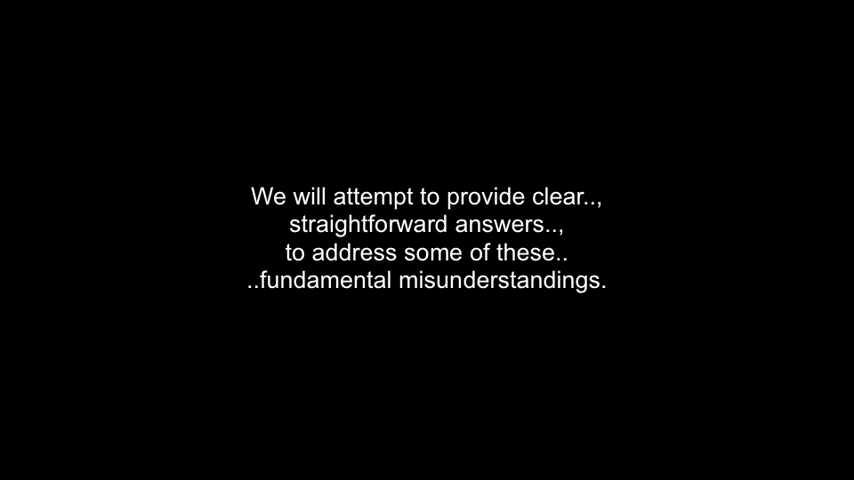 We will attempt to provide clear..,
straightforward answers..,
to address some of these..
..fundamental misunderstandings.